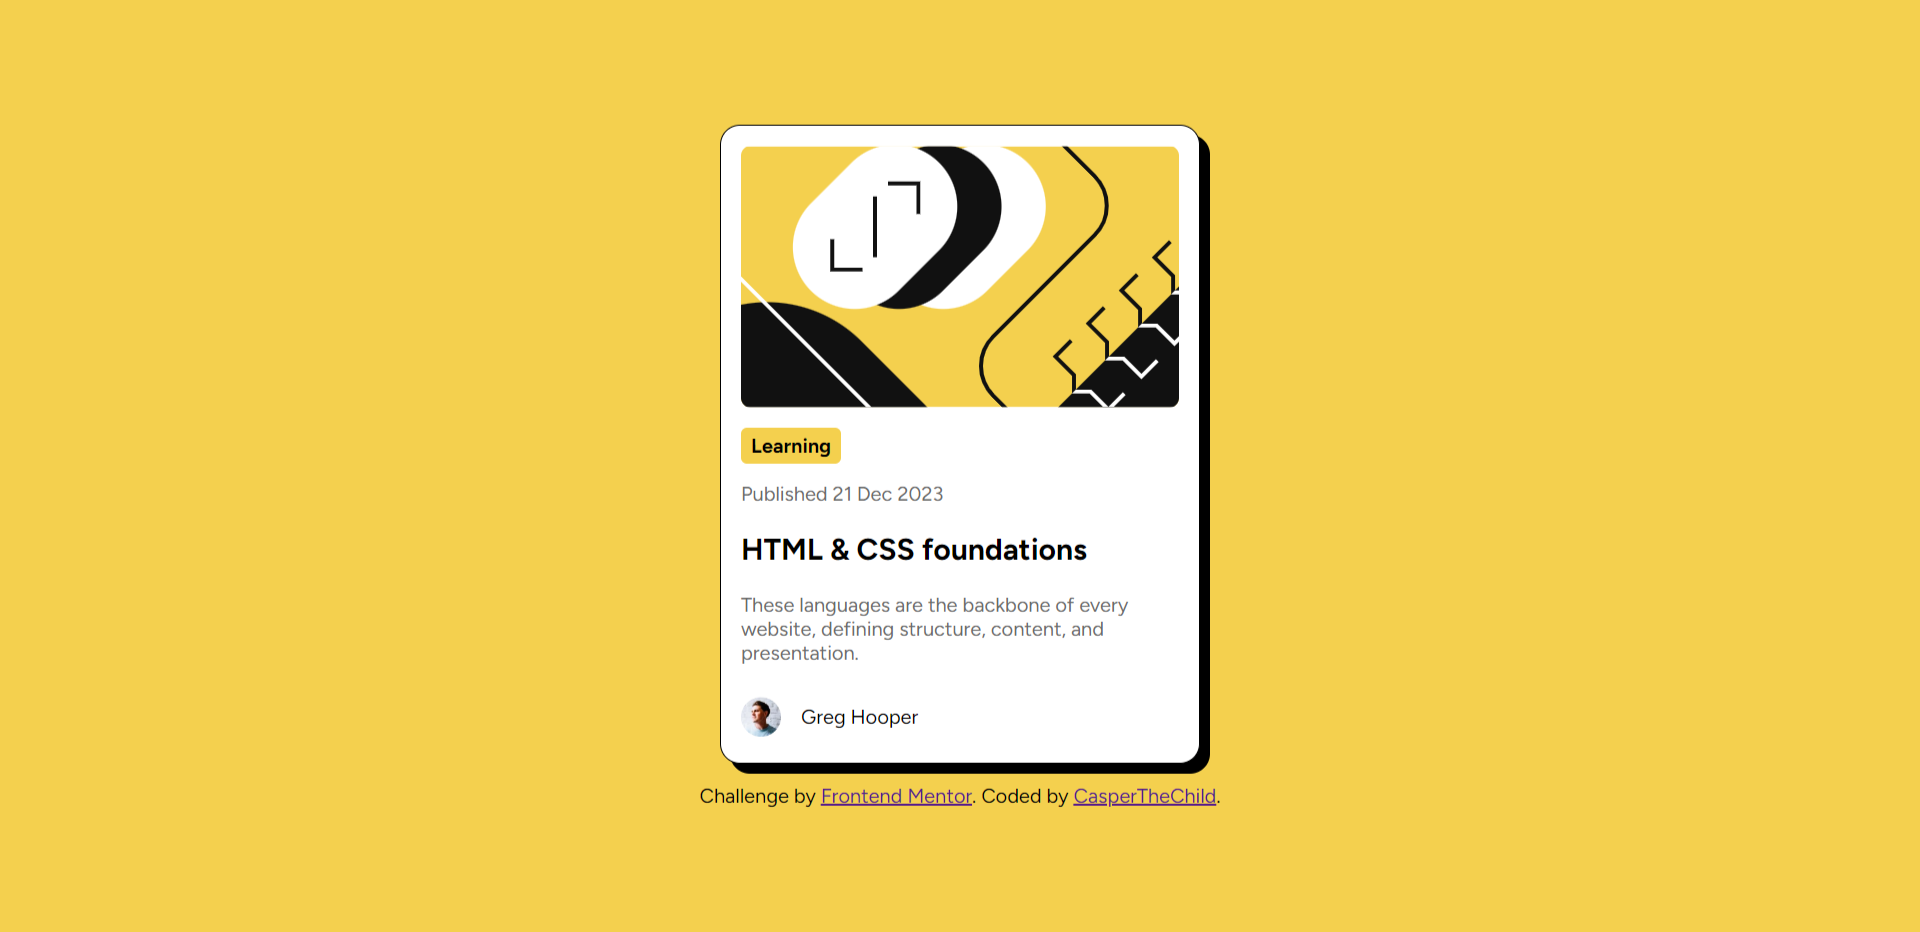 Learning
Published 21 Dec 2023
HTML & CSS foundations
These languages are the backbone of every
website, defining structure, content, and
presentation.
Greg Hooper
Challenge by Frontend Mentor. Coded by CasperTheChild.